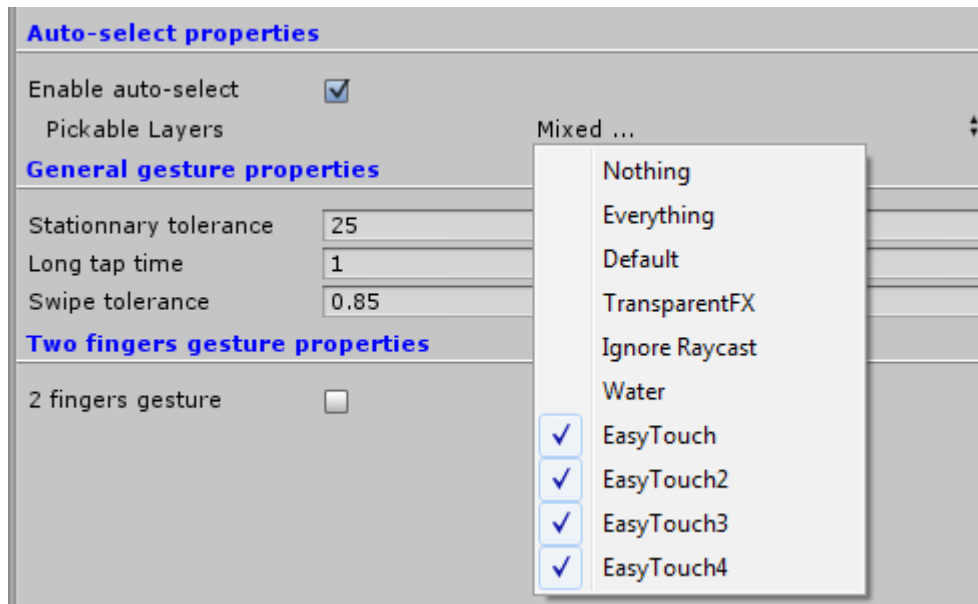 Auto-select properties
Enable auto-select
Pickable Layers Mixed ...
General gesture properties
Nothing
Everything
Stationnary tolerance 25
Default
Long tap time 1
TransparentFX
Swipe tolerance 0.85
Two fingers gesture properties
Ignore Raycast
Water
2 fingers gesture
EasyTouch
EasyTouch2
EasyTouch3
EasyTouch4